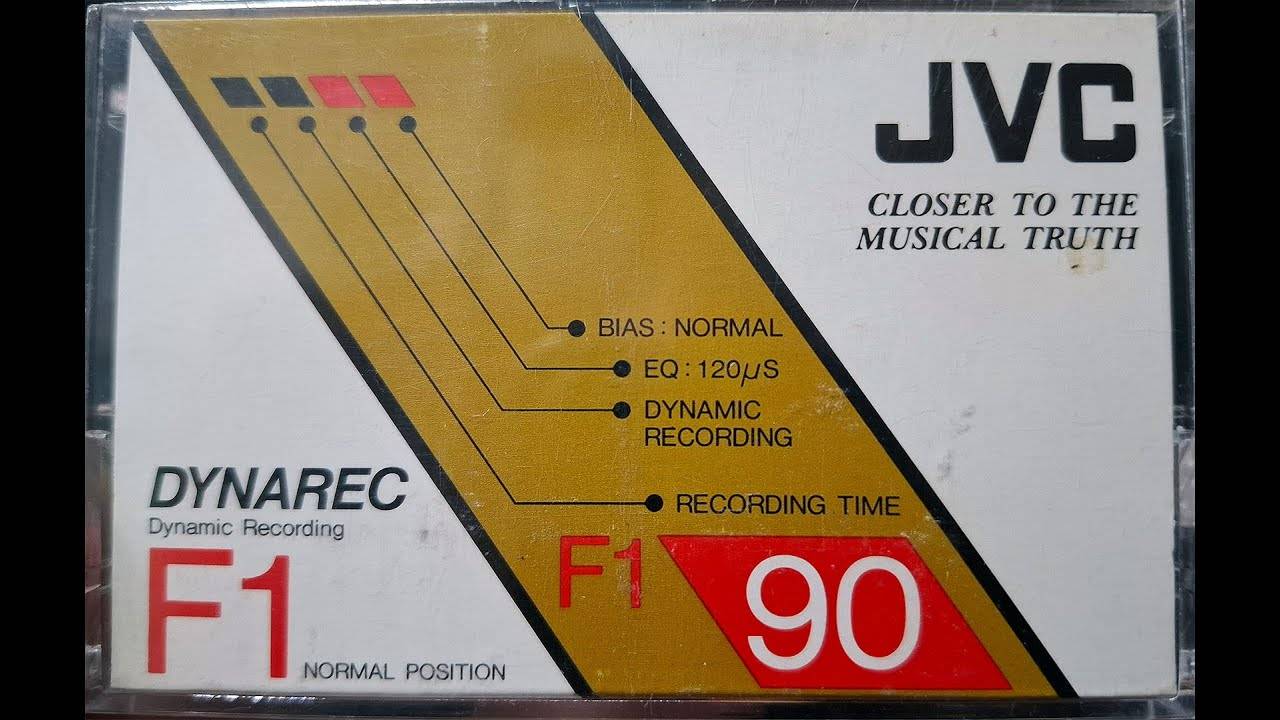 JVC
CLOSER TO THE
MUSICAL TRUTH
BIAS : NORMAL
EQ : 120μS
DYNAMIC
RECORDING
RECORDING TIME
DYNAREC
Dynamic Recording
F1
NORMAL POSITION
F1
90